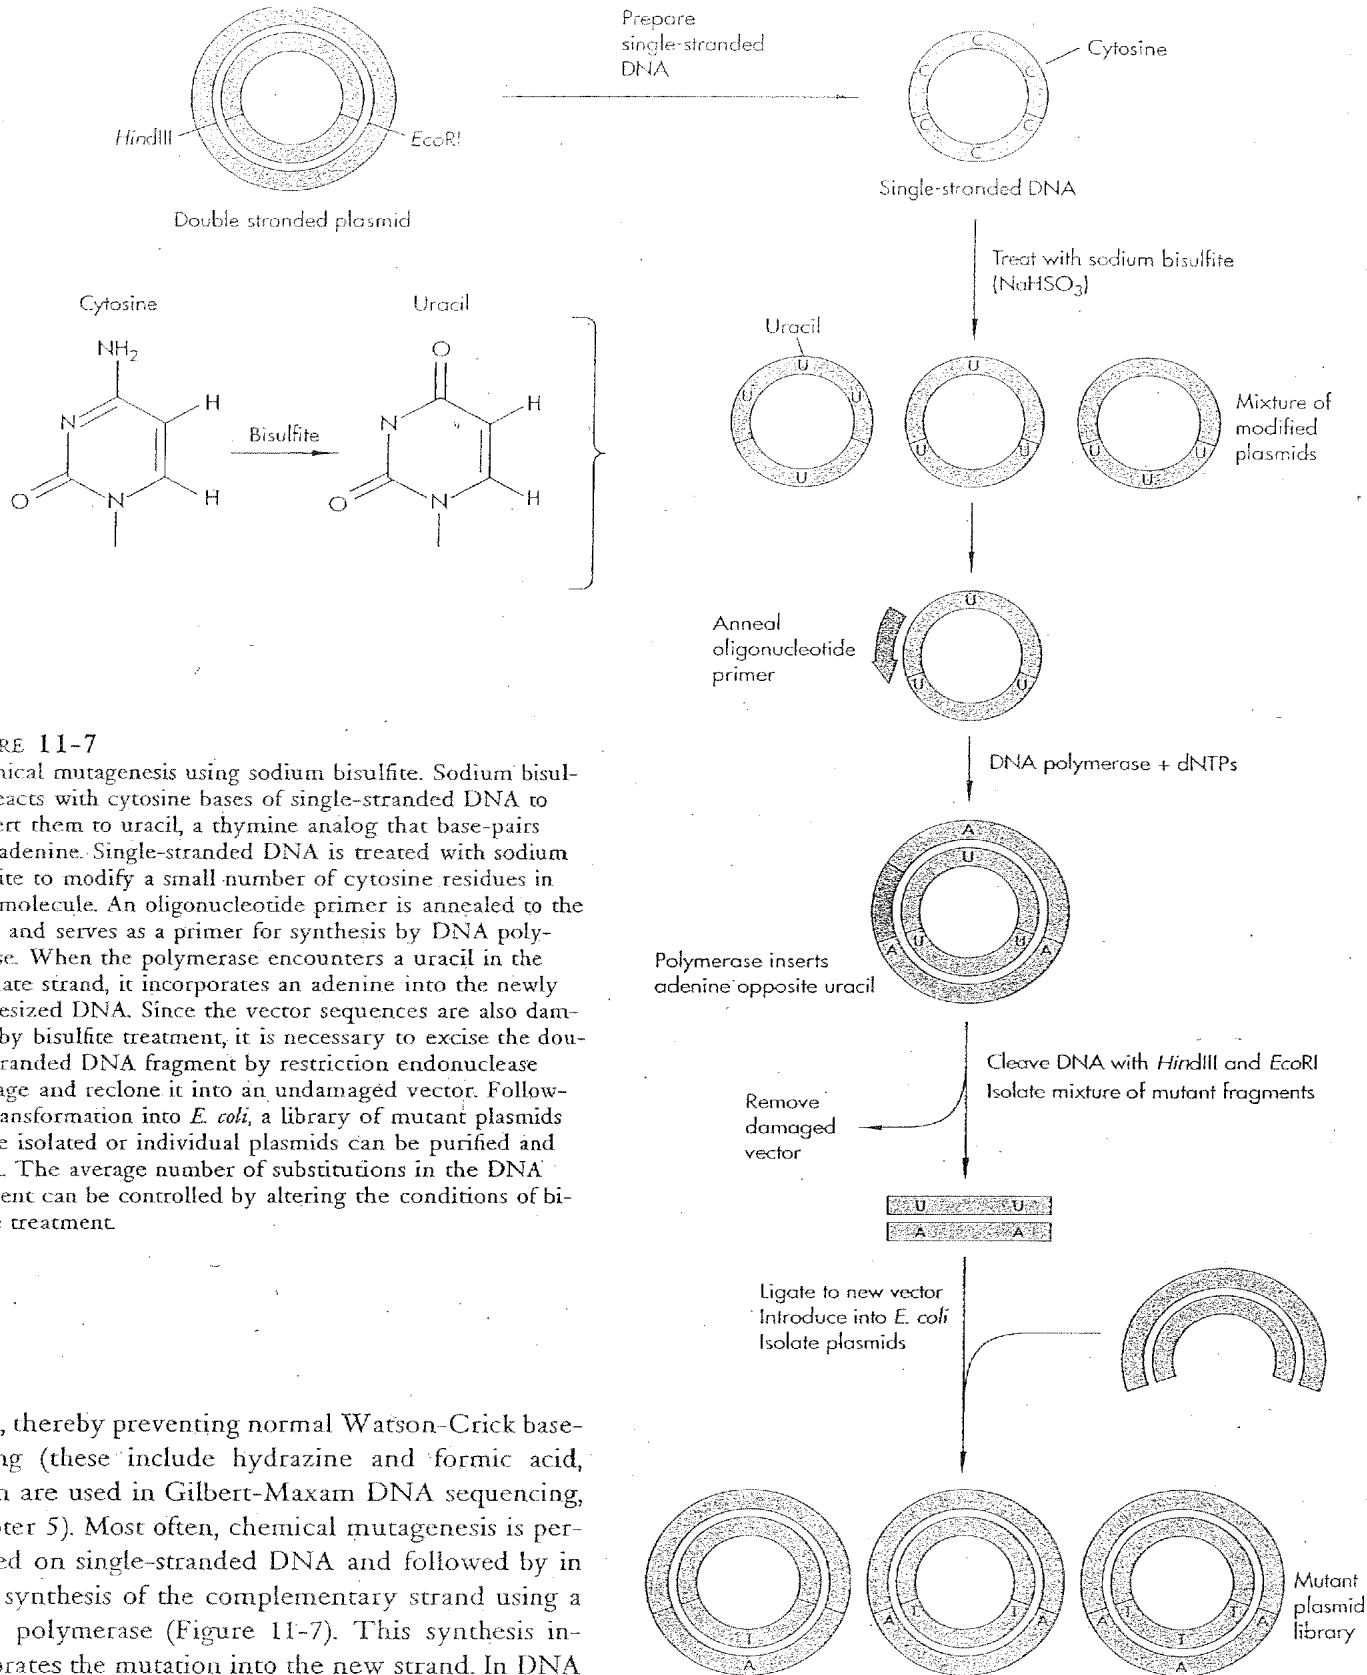 Prepare
single-stranded
DNA
HindIII
EcoRI
Double stranded plasmid
C
C
C
C
C
C
Cytosine
Single-stranded DNA
Treat with sodium bisulfite
(NaHSO3)
Cytosine
NH2
N
H
O
N
H
Bisulfite
Uracil
O
N
H
O
N
H
Uracil
U
U
U
U
U
U
U
U
U
U
Mixture of
modified
plasmids
Anneal
oligonucleotide
primer
U
U
U
DNA polymerase + dNTPs
A
U
U
U
A
A
Polymerase inserts
adenine opposite uracil
Cleave DNA with HindIII and EcoRI
Isolate mixture of mutant fragments
Remove
damaged
vector
U U
A A
Ligate to new vector
Introduce into E. coli
Isolate plasmids
T
A
A
T
T
A
A
T
T
T
A
A
Mutant
plasmid
library
RE 11-7
nical mutagenesis using sodium bisulfite. Sodium bisul-
eacts with cytosine bases of single-stranded DNA to
ert them to uracil, a thymine analog that base-pairs
adenine. Single-stranded DNA is treated with sodium
ite to modify a small number of cytosine residues in
molecule. An oligonucleotide primer is annealed to the
and serves as a primer for synthesis by DNA poly-
se. When the polymerase encounters a uracil in the
ate strand, it incorporates an adenine into the newly
esized DNA. Since the vector sequences are also dam-
by bisulfite treatment, it is necessary to excise the dou-
randed DNA fragment by restriction endonuclease
age and reclone it into an undamaged vector. Follow-
ansformation into E. coli, a library of mutant plasmids
e isolated or individual plasmids can be purified and
. The average number of substitutions in the DNA
ent can be controlled by altering the conditions of bi-
e treatment
, thereby preventing normal Watson-Crick base-
ng (these include hydrazine and formic acid,
n are used in Gilbert-Maxam DNA sequencing,
ter 5). Most often, chemical mutagenesis is per-
ed on single-stranded DNA and followed by in
synthesis of the complementary strand using a
polymerase (Figure 11-7). This synthesis in-
orates the mutation into the new strand. In DNA